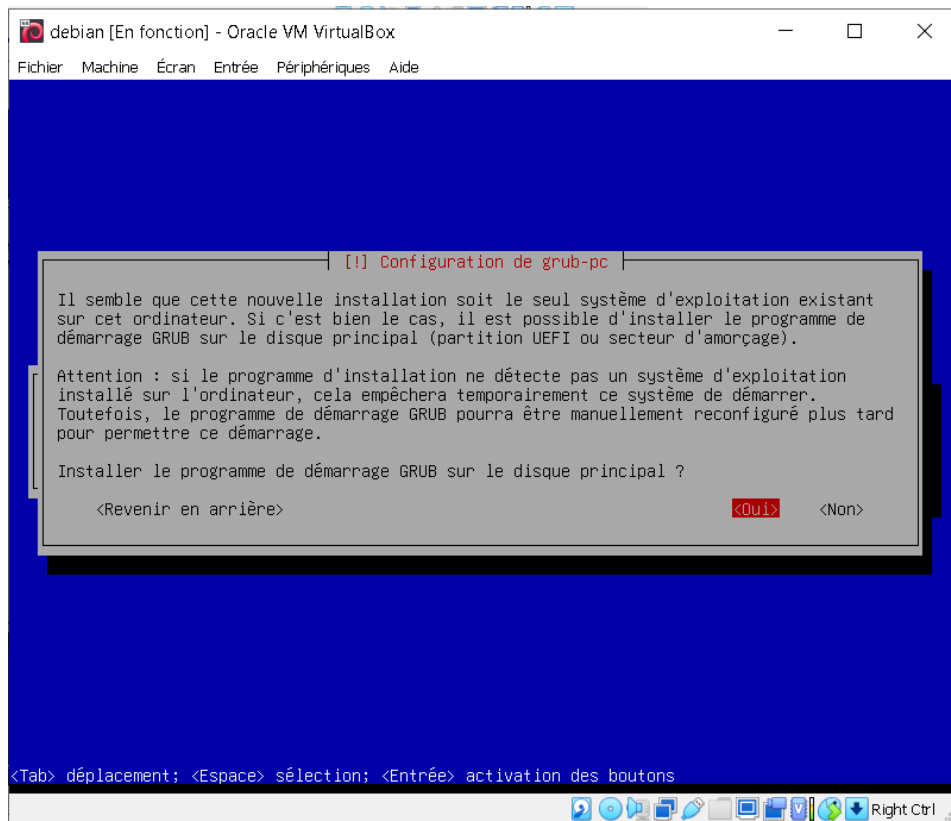 debian [En fonction] - Oracle VM VirtualBox
Fichier Machine Écran Entrée Périphériques Aide
[!] Configuration de grub-pc
Il semble que cette nouvelle installation soit le seul système d'exploitation existant
sur cet ordinateur. Si c'est bien le cas, il est possible d'installer le programme de
démarrage GRUB sur le disque principal (partition UEFI ou secteur d'amorçage).
Attention : si le programme d'installation ne détecte pas un système d'exploitation
installé sur l'ordinateur, cela empêchera temporairement ce système de démarrer.
Toutefois, le programme de démarrage GRUB pourra être manuellement reconfiguré plus tard
pour permettre ce démarrage.
Installer le programme de démarrage GRUB sur le disque principal ?
<Revenir en arrière> <Oui> <Non>
<Tab> déplacement; <Espace> sélection; <Entrée> activation des boutons
Right Ctrl